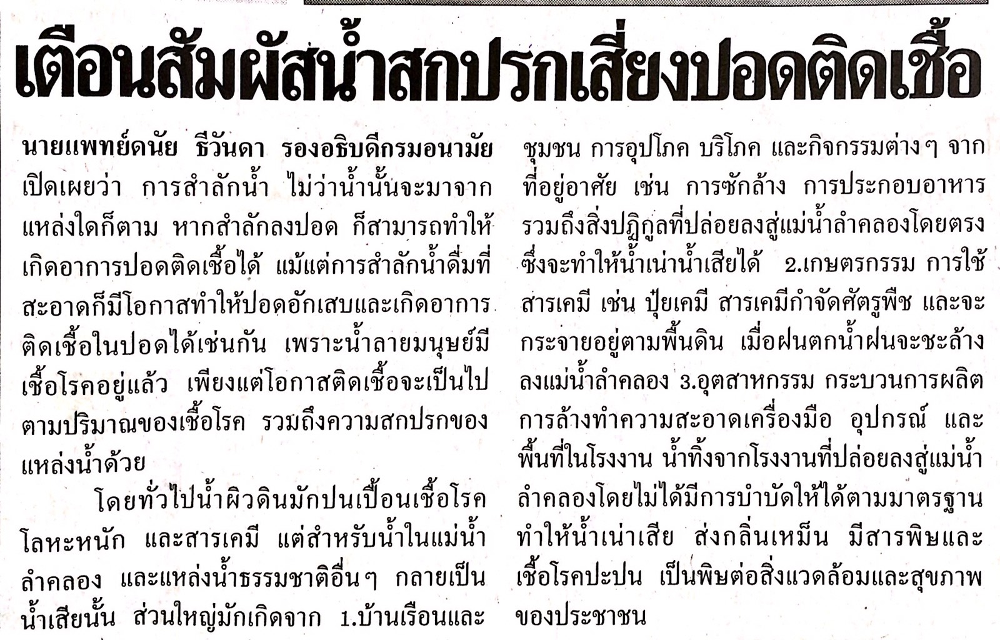 เตือนสัมผัสน้ำสกปรกเสี่ยงปอดติดเชื้อ
นายแพทย์ดนัย ธีวันดา รองอธิบดีกรมอนามัย
เปิดเผยว่า การสำลักน้ำ ไม่ว่าน้ำนั้นจะมาจาก
แหล่งใดก็ตาม หากสำลักลงปอด ก็สามารถทำให้
เกิดอาการปอดติดเชื้อได้ แม้แต่การสำลักน้ำดื่มที่
สะอาดก็มีโอกาสทำให้ปอดอักเสบและเกิดอาการ
ติดเชื้อในปอดได้เช่นกัน เพราะน้ำลายมนุษย์มี
เชื้อโรคอยู่แล้ว เพียงแต่โอกาสติดเชื้อจะเป็นไป
ตามปริมาณของเชื้อโรค รวมถึงความสกปรกของ
แหล่งน้ำด้วย
โดยทั่วไปน้ำผิวดินมักปนเปื้อนเชื้อโรค
โลหะหนัก และสารเคมี แต่สำหรับน้ำในแม่น้ำ
ลำคลอง และแหล่งน้ำธรรมชาติอื่นๆ กลายเป็น
น้ำเสียนั้น ส่วนใหญ่มักเกิดจาก 1.บ้านเรือนและ
ชุมชน การอุปโภค บริโภค และกิจกรรมต่างๆ จาก
ที่อยู่อาศัย เช่น การซักล้าง การประกอบอาหาร
รวมถึงสิ่งปฏิกูลที่ปล่อยลงสู่แม่น้ำลำคลองโดยตรง
ซึ่งจะทำให้น้ำเน่าน้ำเสียได้ 2.เกษตรกรรม การใช้
สารเคมี เช่น ปุ๋ยเคมี สารเคมีกำจัดศัตรูพืช และจะ
กระจายอยู่ตามพื้นดิน เมื่อฝนตกน้ำฝนจะชะล้าง
ลงแม่น้ำลำคลอง 3.อุตสาหกรรม กระบวนการผลิต
การล้างทำความสะอาดเครื่องมือ อุปกรณ์ และ
พื้นที่ในโรงงาน น้ำทิ้งจากโรงงานที่ปล่อยลงสู่แม่น้ำ
ลำคลองโดยไม่ได้มีการบำบัดให้ได้ตามมาตรฐาน
ทำให้น้ำเน่าเสีย ส่งกลิ่นเหม็น มีสารพิษและ
เชื้อโรคปะปน เป็นพิษต่อสิ่งแวดล้อมและสุขภาพ
ของประชาชน